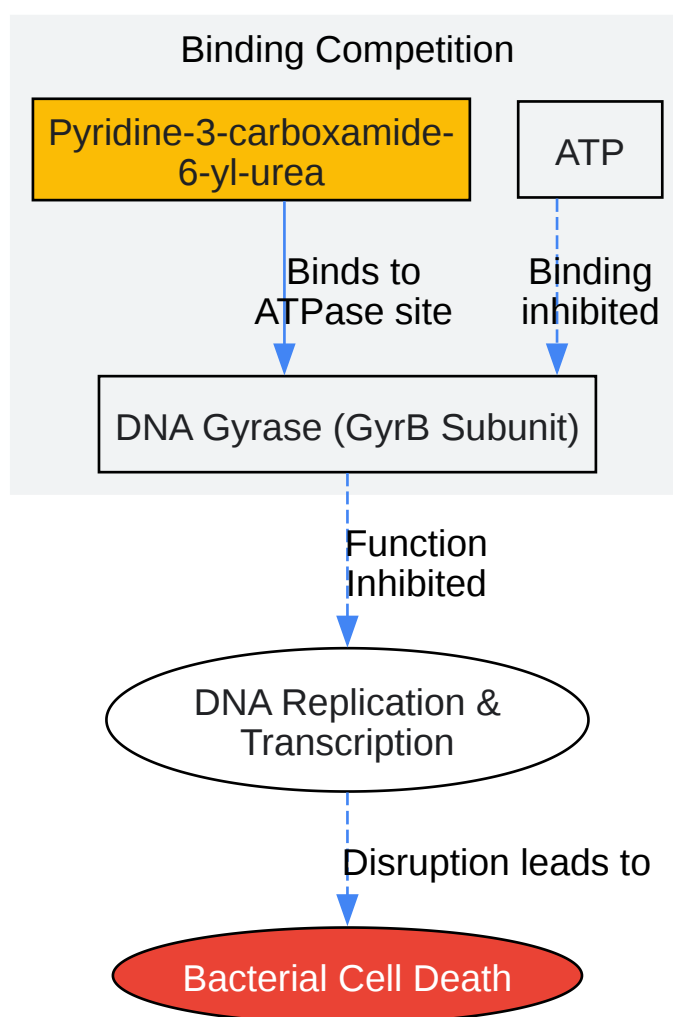 Binding Competition
Pyridine-3-carboxamide-
6-yl-urea
ATP
Binds to
ATPase site
Binding
inhibited
DNA Gyrase (GyrB Subunit)
Function
Inhibited
DNA Replication &
Transcription
Disruption leads to
Bacterial Cell Death